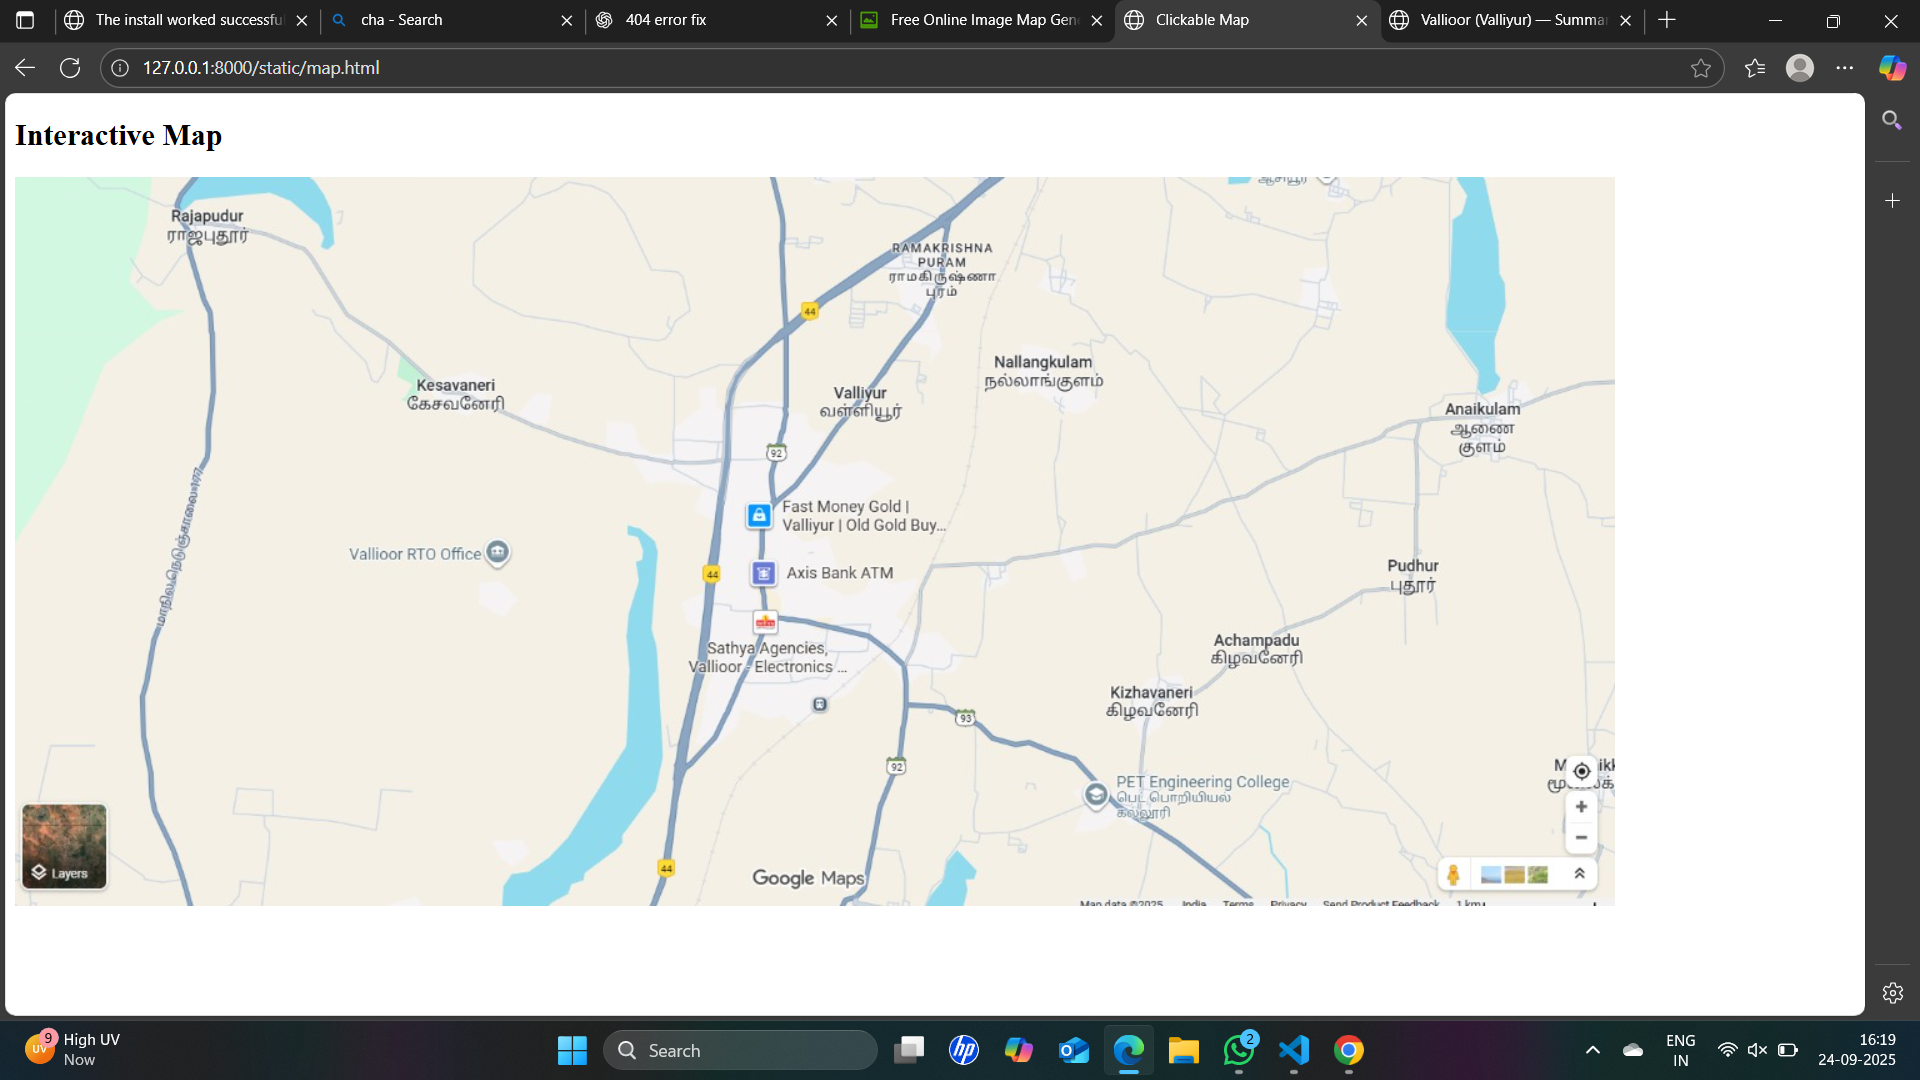 The install worked successfu
cha - Search
404 error fix
Free Online Image Map Gen
Clickable Map
Vallioor (Valliyur) — Summa
127.0.0.1:8000/static/map.html
Interactive Map
Rajapudur
ராஜபுதூர்
RAMAKRISHNA
PURAM
ராமகிருஷ்ணா
புரம்
44
Nallangkulam
நல்லாங்குளம்
Kesavaneri
கேசவனேரி
Valliyur
வள்ளியூர்
Anaikulam
ஆணை
குளம்
92
Fast Money Gold |
Valliyur | Old Gold Buy...
Vallioor RTO Office
44
Axis Bank ATM
Pudhur
புதூர்
மாநில நெடுஞ்சாலை 177
Sathya Agencies,
Vallioor - Electronics ...
Achampadu
கிழவனேரி
Kizhavaneri
கிழவனேரி
93
92
PET Engineering College
பெட் பொறியியல்
கல்லூரி
44
Layers
Google Maps
Map data ©2025 India Terms Privacy Send Product Feedback 1 km
9
UV
High UV
Now
Search
hp
2
ENG
IN
16:19
24-09-2025